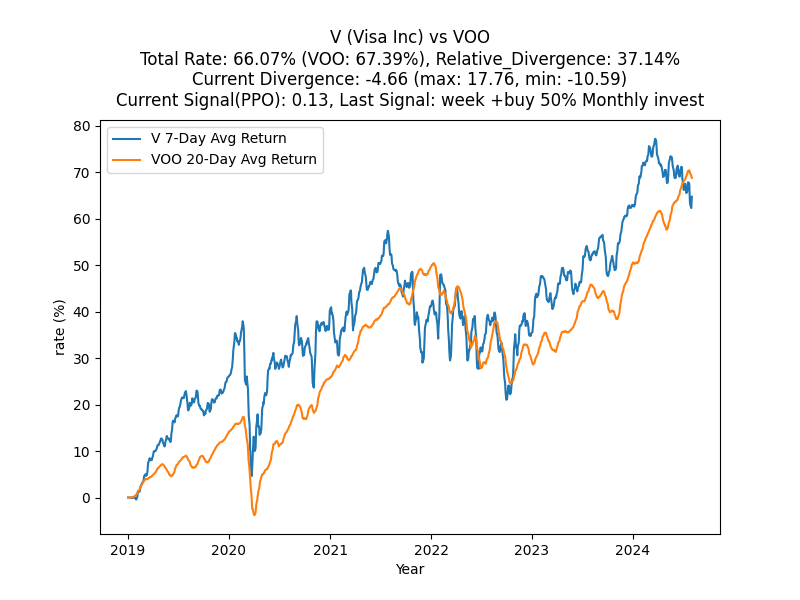 V (Visa Inc) vs VOO
Total Rate: 66.07% (VOO: 67.39%), Relative_Divergence: 37.14%
Current Divergence: -4.66 (max: 17.76, min: -10.59)
Current Signal(PPO): 0.13, Last Signal: week +buy 50% Monthly invest
V 7-Day Avg Return
VOO 20-Day Avg Return
80
70
60
50
40
30
20
10
0
rate (%)
2019 2020 2021 2022 2023 2024
Year